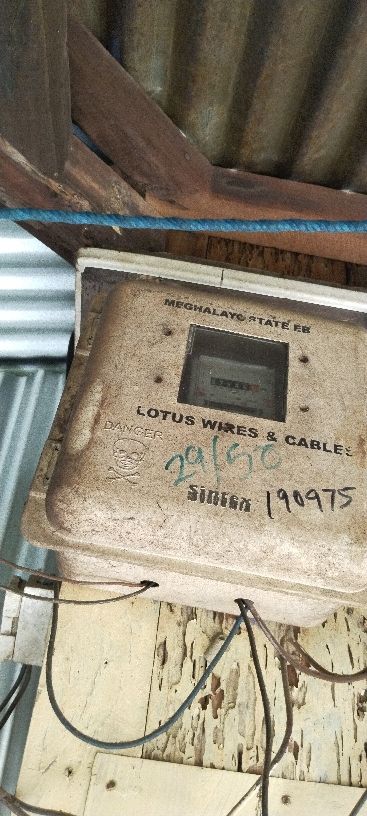 MEGHALAYA STATE EB
LOTUS WIRES & CABLES
DANGER
29/50
Sintex
190975